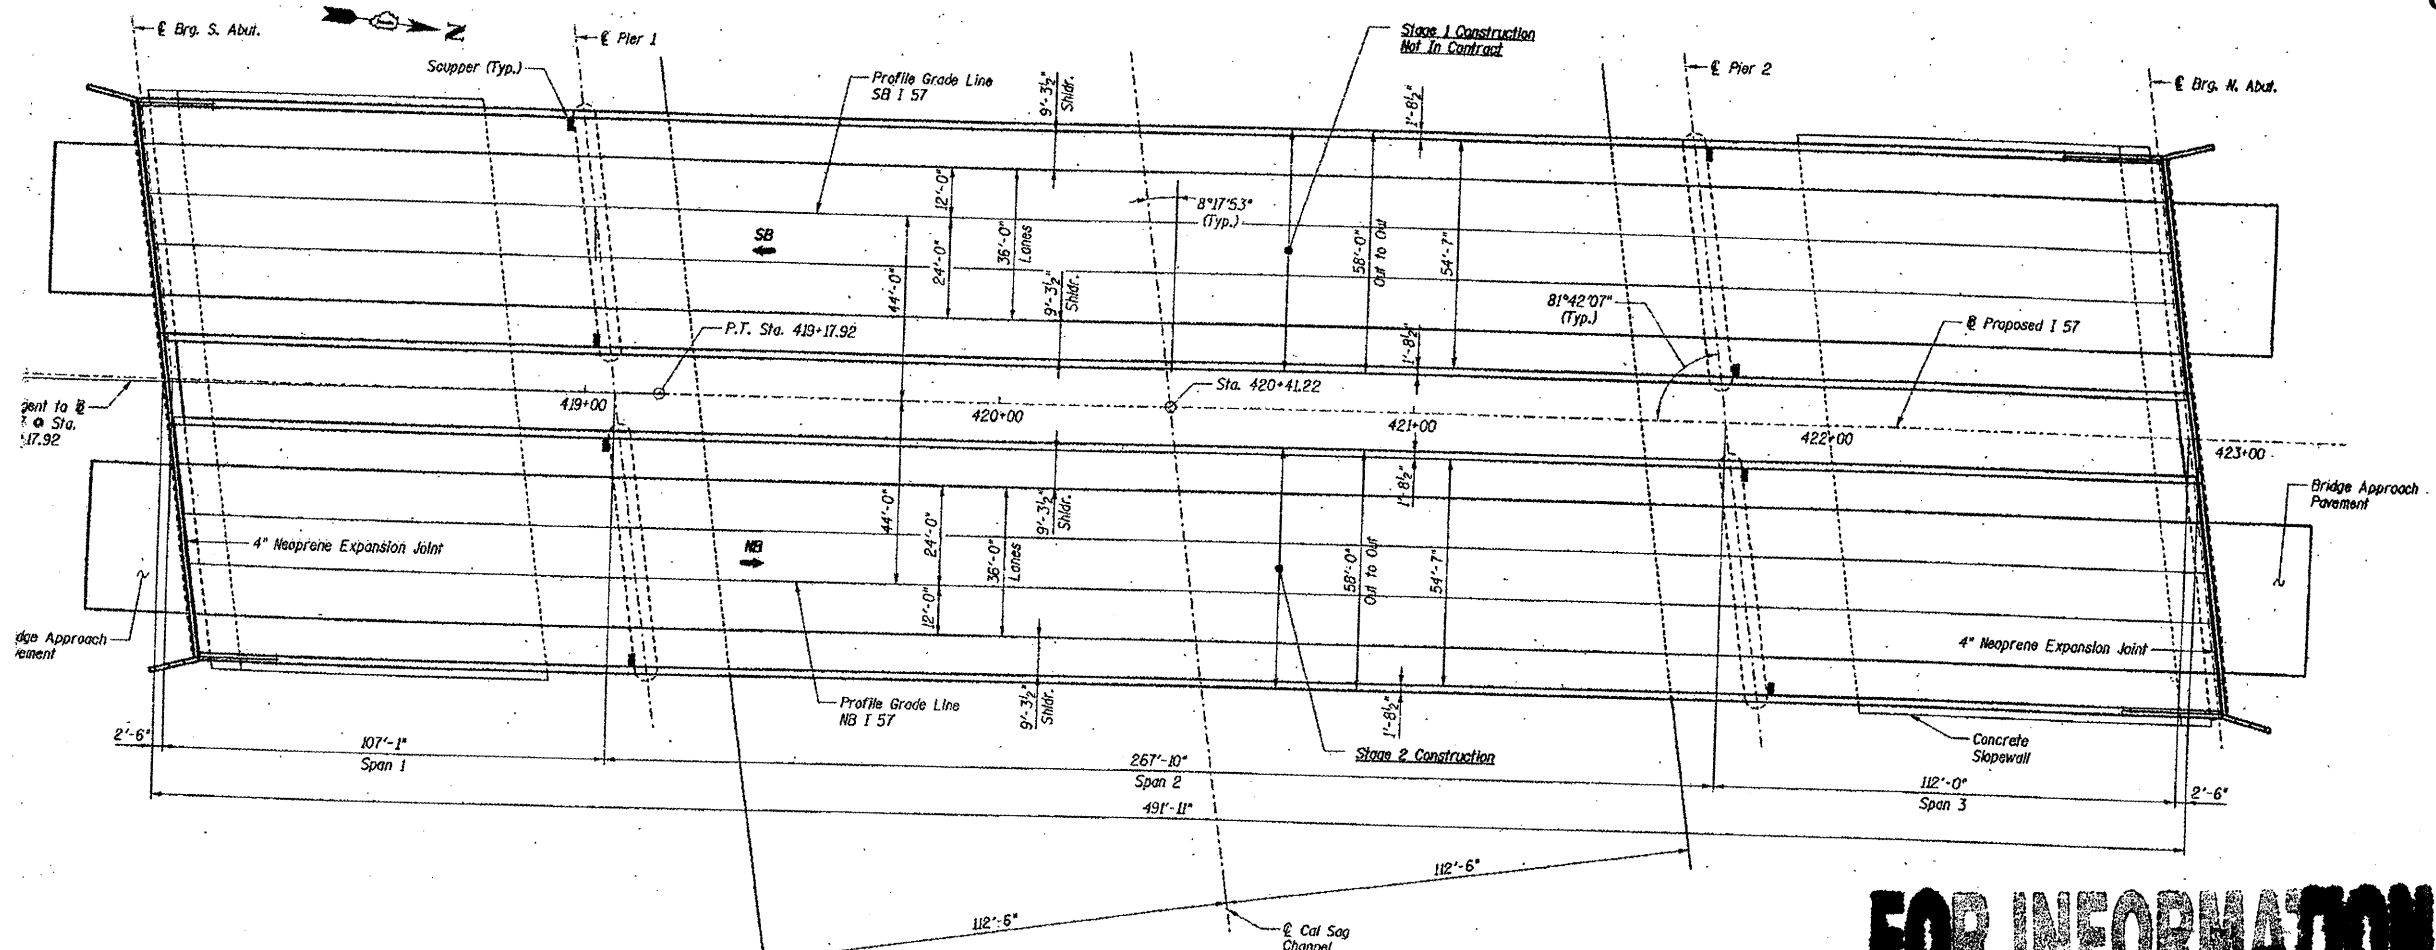 ℄ Brg. S. Abut.
N
℄ Pier 1
Scupper (Typ.)
Profile Grade Line
SB I 57
9'-3½"
Shldr.
Stage 1 Construction
Not In Contract
1'-8½"
℄ Pier 2
℄ Brg. N. Abut.
12'-0"
24'-0"
36'-0"
Lanes
44'-0"
SB
8°17'53"
(Typ.)
9'-3½"
Shldr.
58'-0"
Out to Out
54'-7"
1'-8½"
81°42'07"
(Typ.)
℄ Proposed I 57
P.T. Sta. 419+17.92
Sta. 420+41.22
419+00
420+00
421+00
422+00
423+00
to
Sta.
17.92
44'-0"
24'-0"
12'-0"
36'-0"
Lanes
9'-3½"
Shldr.
1'-8½"
58'-0"
Out to Out
54'-7"
Bridge Approach
Pavement
4" Neoprene Expansion Joint
NB
Approach
4" Neoprene Expansion Joint
Profile Grade Line
NB I 57
9'-3½"
Shldr.
1'-8½"
Stage 2 Construction
Concrete
Slopewall
2'-6"
107'-1"
Span 1
267'-10"
Span 2
112'-0"
Span 3
2'-6"
491'-11"
112'-6"
112'-6"
℄ Cal Sag
Channel
FOR INFORMATION